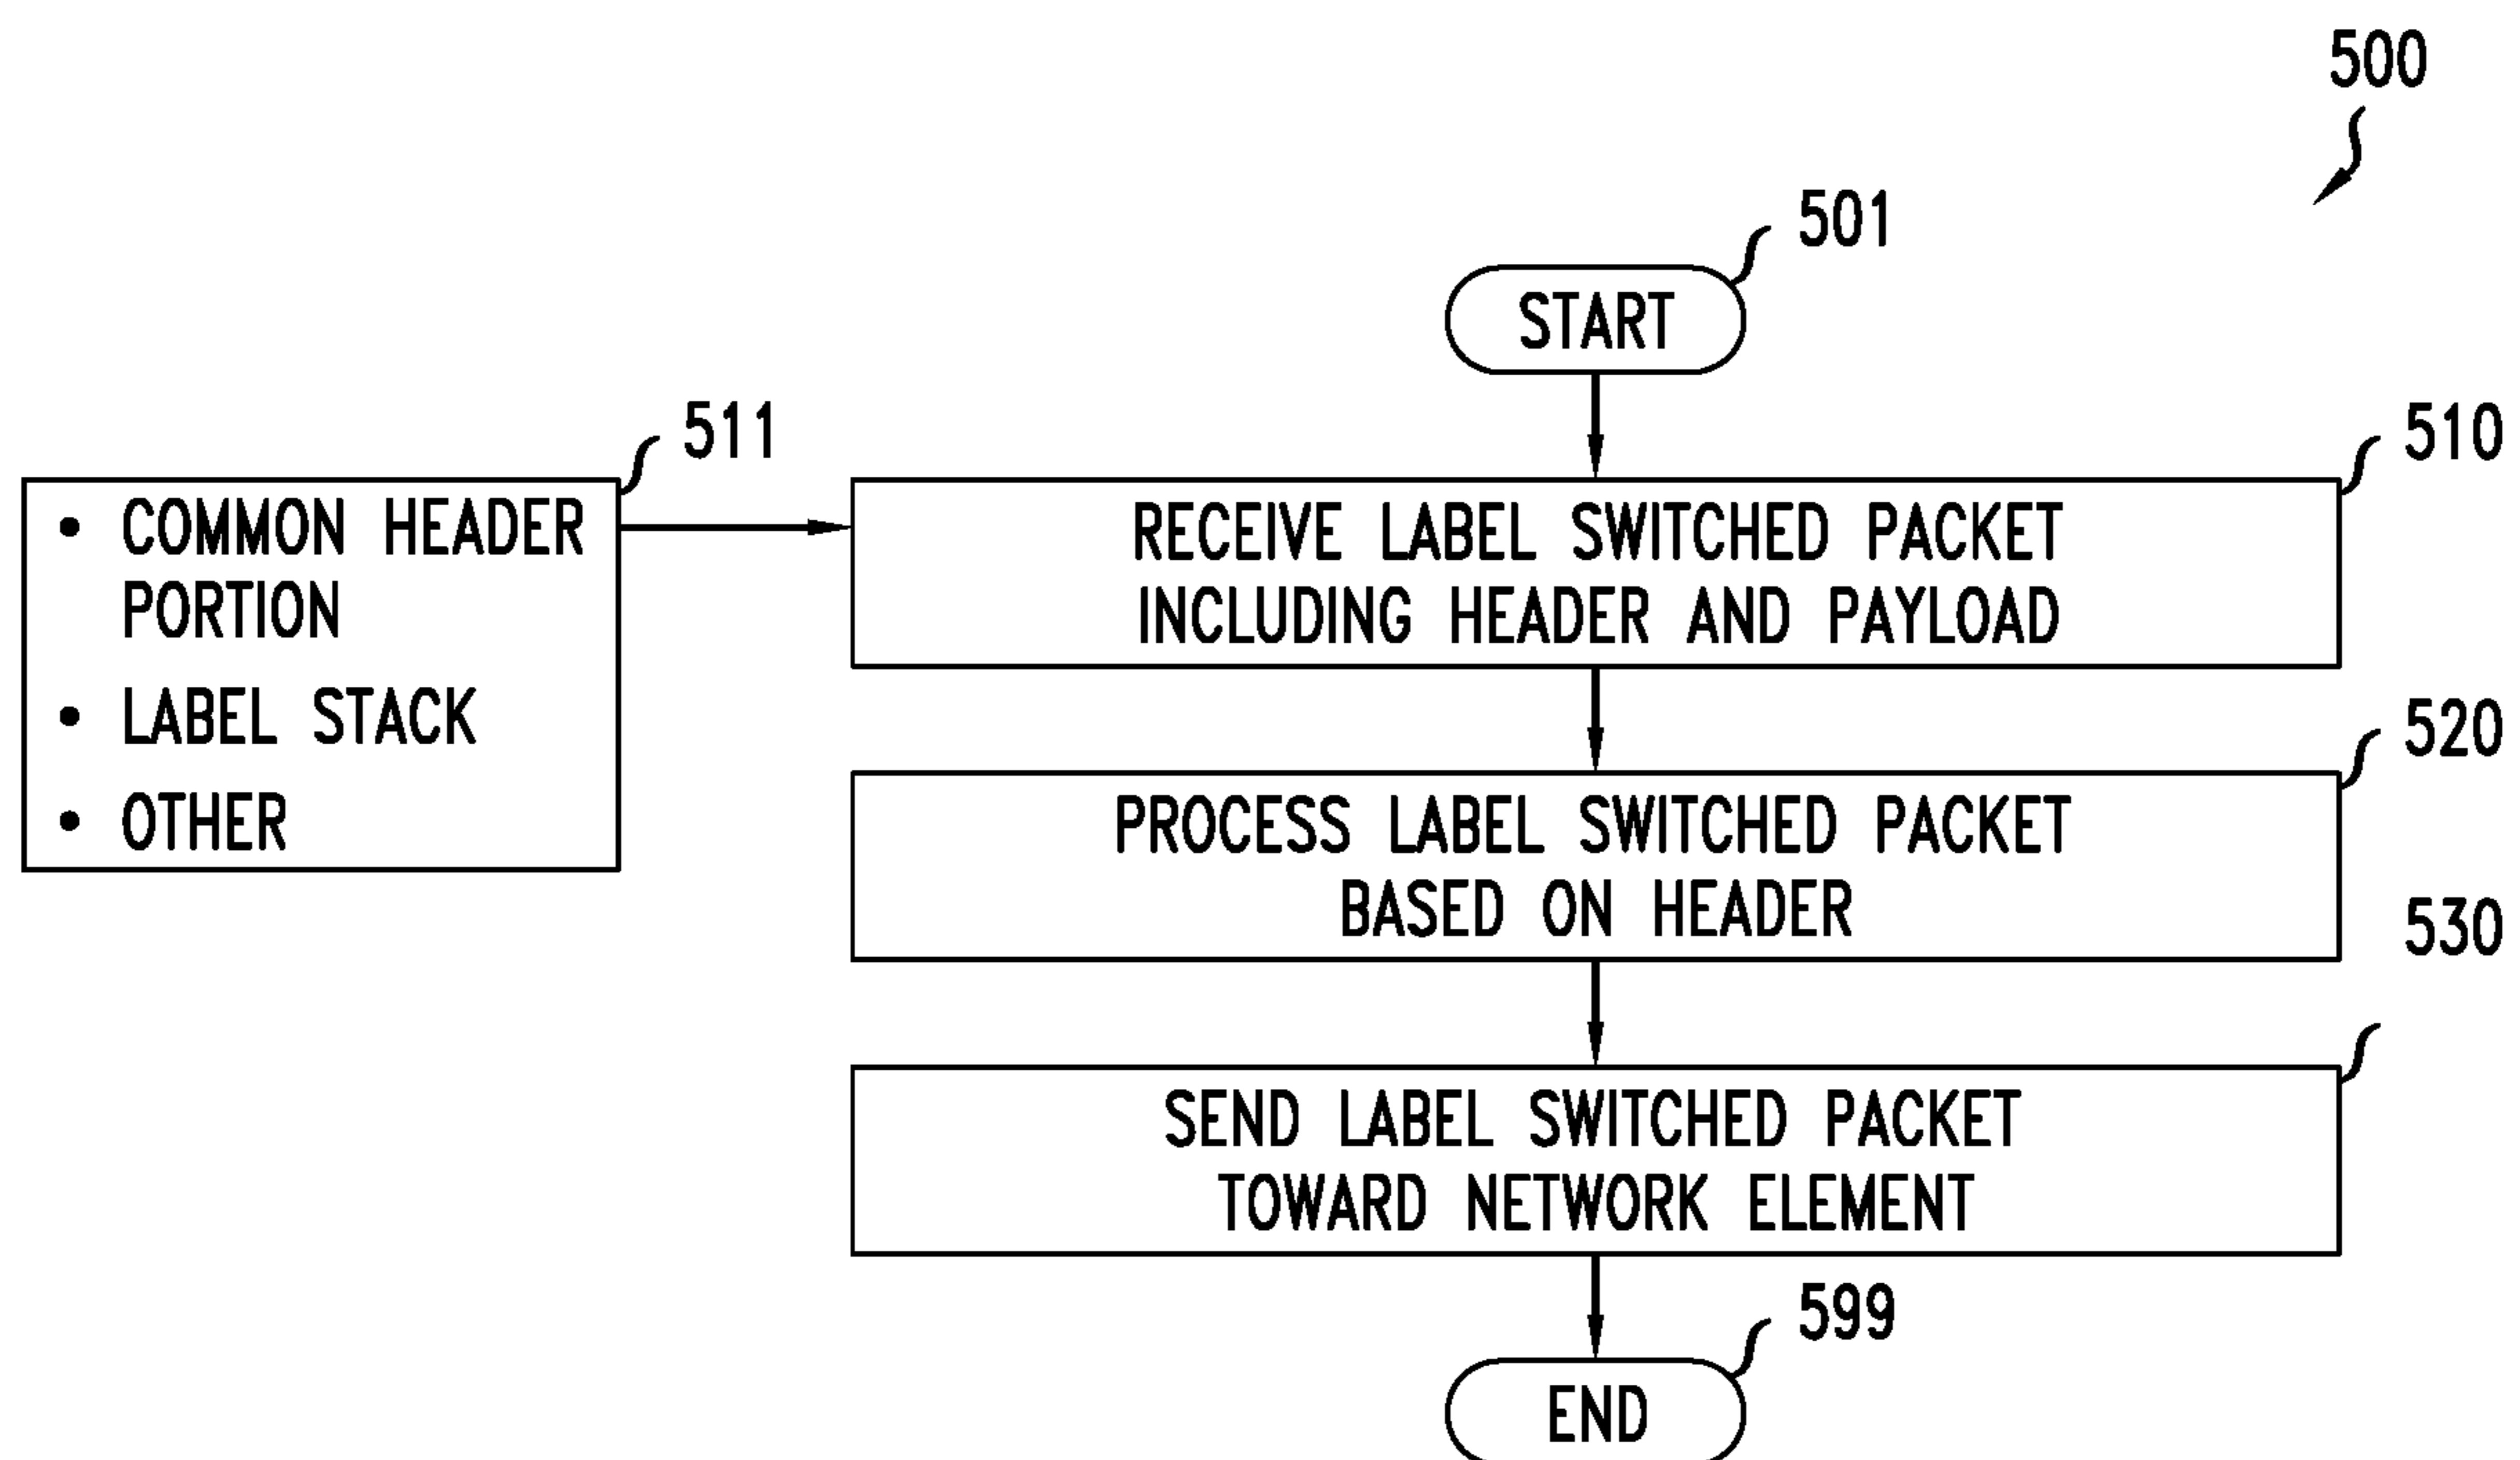 500
501
START
511
510
• COMMON HEADER
PORTION
• LABEL STACK
• OTHER
RECEIVE LABEL SWITCHED PACKET
INCLUDING HEADER AND PAYLOAD
520
PROCESS LABEL SWITCHED PACKET
BASED ON HEADER
530
SEND LABEL SWITCHED PACKET
TOWARD NETWORK ELEMENT
599
END